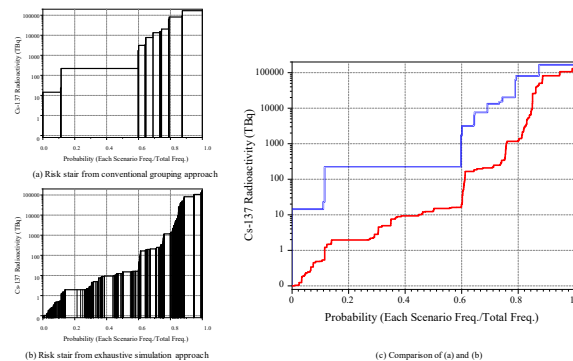 100000
10000
1000
100
10
1
0
Cs-137 Radioactivity (TBq)
0.0 0.2 0.4 0.6 0.8 1.0
Probability (Each Scenario Freq./Total Freq.)
(a) Risk stair from conventional grouping approach
100000
10000
1000
100
10
1
0
Cs-137 Radioactivity (TBq)
0.0 0.2 0.4 0.6 0.8 1.0
Probability (Each Scenario Freq./Total Freq.)
(b) Risk stair from exhaustive simulation approach
100000
10000
1000
100
10
1
0
Cs-137 Radioactivity (TBq)
0 0.2 0.4 0.6 0.8 1
Probability (Each Scenario Freq./Total Freq.)
(c) Comparison of (a) and (b)